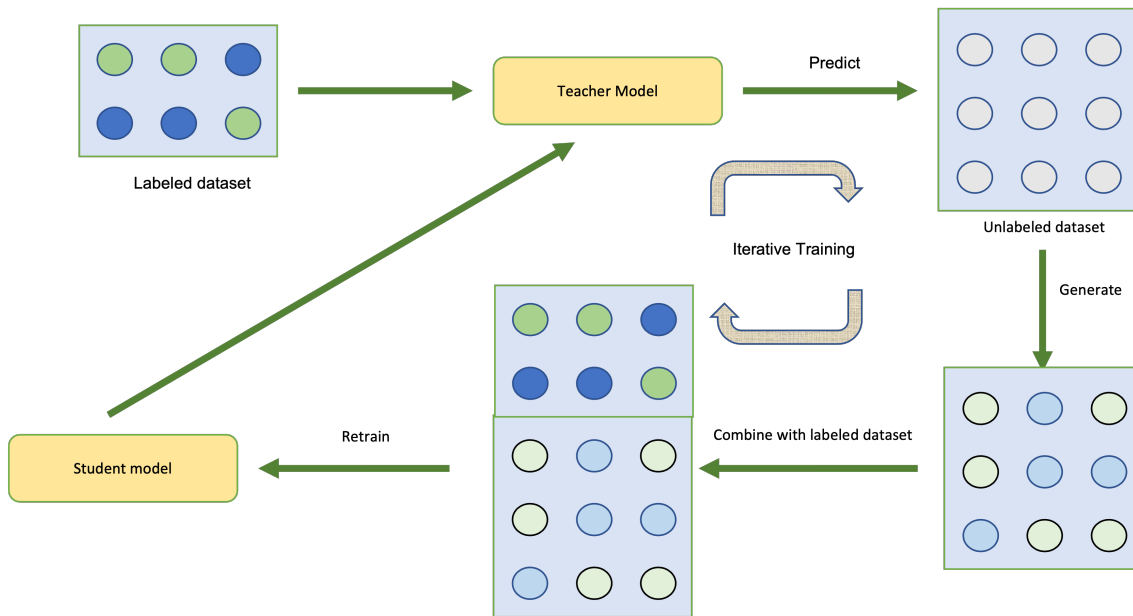 Predict
Teacher Model
Labeled dataset
Unlabeled dataset
Iterative Training
Generate
Retrain
Combine with labeled dataset
Student model